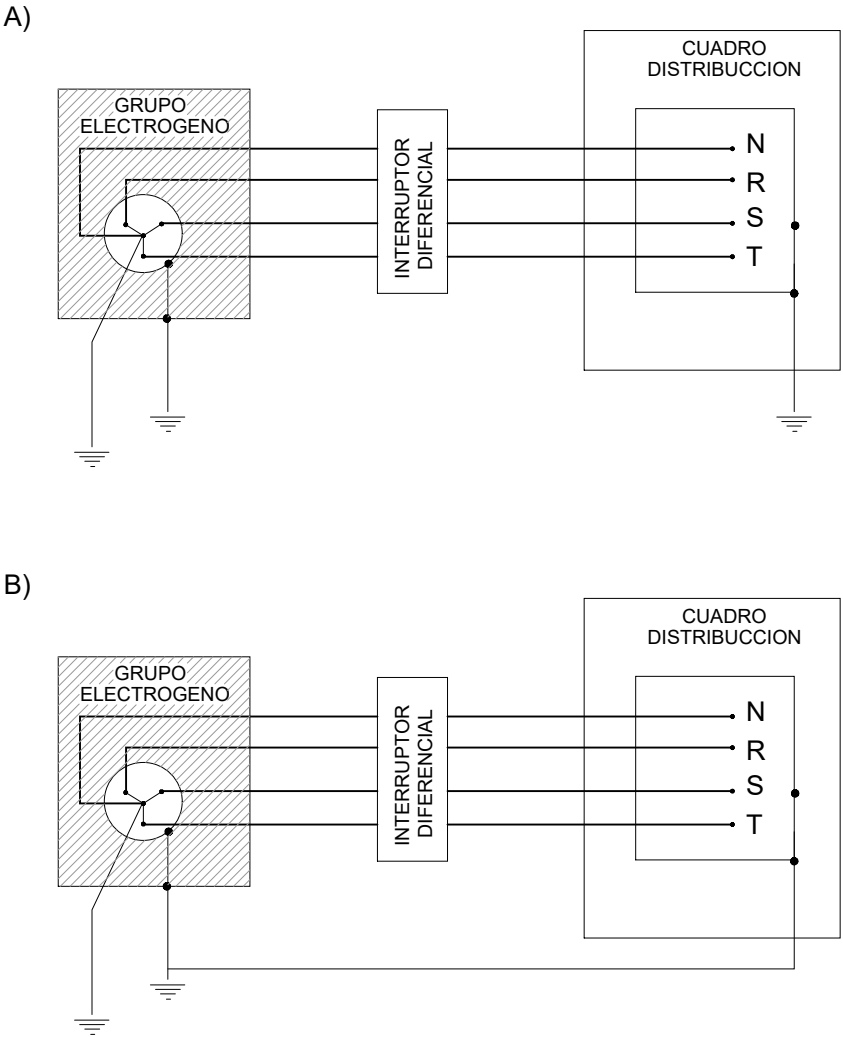 A)
CUADRO
DISTRIBUCCION
GRUPO
ELECTROGENO
INTERRUPTOR
DIFERENCIAL
N
R
S
T
B)
CUADRO
DISTRIBUCCION
GRUPO
ELECTROGENO
INTERRUPTOR
DIFERENCIAL
N
R
S
T